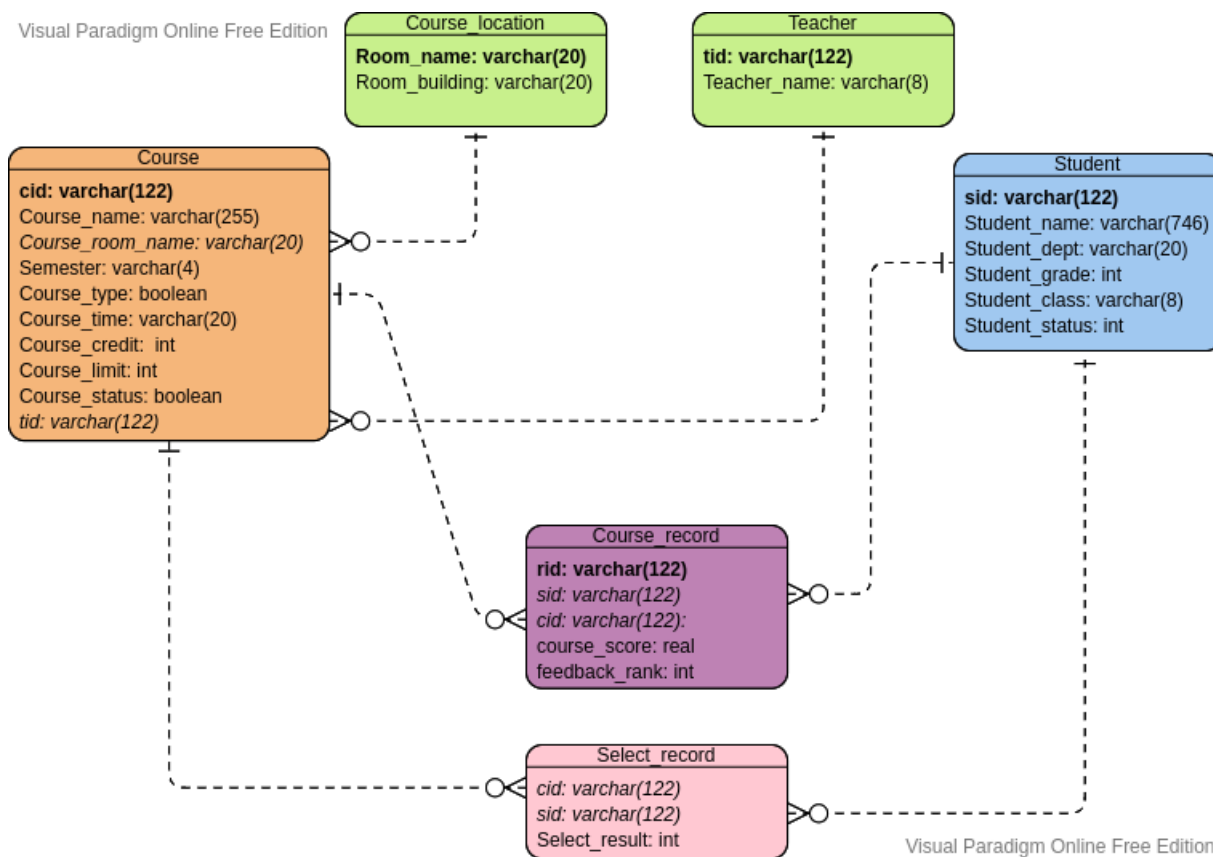 Visual Paradigm Online Free Edition
Course_location
Room_name: varchar(20)
Room_building: varchar(20)
Teacher
tid: varchar(122)
Teacher_name: varchar(8)
Course
cid: varchar(122)
Course_name: varchar(255)
Course_room_name: varchar(20)
Semester: varchar(4)
Course_type: boolean
Course_time: varchar(20)
Course_credit:  int
Course_limit: int
Course_status: boolean
tid: varchar(122)
Student
sid: varchar(122)
Student_name: varchar(746)
Student_dept: varchar(20)
Student_grade: int
Student_class: varchar(8)
Student_status: int
Course_record
rid: varchar(122)
sid: varchar(122)
cid: varchar(122):
course_score: real
feedback_rank: int
Select_record
cid: varchar(122)
sid: varchar(122)
Select_result: int
Visual Paradigm Online Free Edition